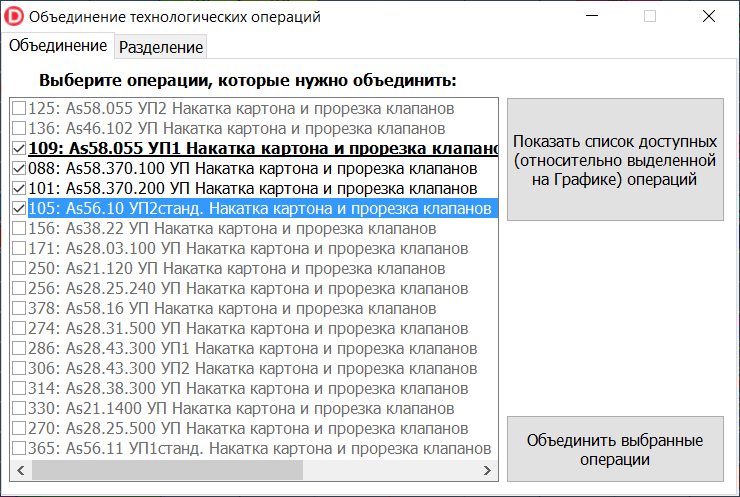 D Объединение технологических операций
Объединение Разделение
Выберите операции, которые нужно объединить:
125: As58.055 УП2 Накатка картона и прорезка клапанов
136: As46.102 УП Накатка картона и прорезка клапанов
109: As58.055 УП1 Накатка картона и прорезка клапано
088: As58.370.100 УП Накатка картона и прорезка клапанов
101: As58.370.200 УП Накатка картона и прорезка клапанов
105: As56.10 УП2станд. Накатка картона и прорезка клапанов
156: As38.22 УП Накатка картона и прорезка клапанов
171: As28.03.100 УП Накатка картона и прорезка клапанов
250: As21.120 УП Накатка картона и прорезка клапанов
256: As28.25.240 УП Накатка картона и прорезка клапанов
378: As58.16 УП Накатка картона и прорезка клапанов
274: As28.31.500 УП Накатка картона и прорезка клапанов
286: As28.43.300 УП1 Накатка картона и прорезка клапанов
306: As28.43.300 УП2 Накатка картона и прорезка клапанов
314: As28.38.300 УП Накатка картона и прорезка клапанов
330: As21.1400 УП Накатка картона и прорезка клапанов
270: As28.25.500 УП Накатка картона и прорезка клапанов
365: As56.11 УП1станд. Накатка картона и прорезка клапанов
Показать список доступных
(относительно выделенной
на Графике) операций
Объединить выбранные
операции